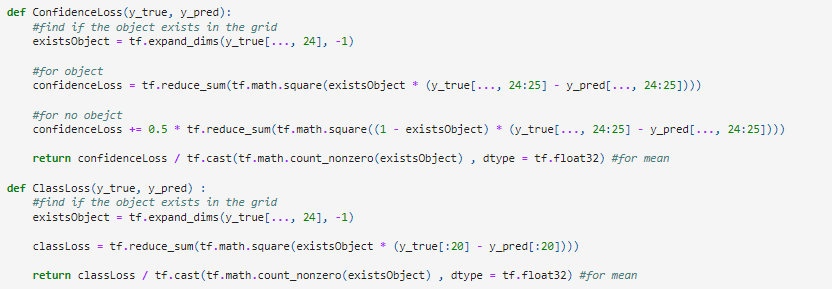 def ConfidenceLoss(y_true, y_pred):
    #find if the object exists in the grid
    existsObject = tf.expand_dims(y_true[..., 24], -1)

    #for object
    confidenceLoss = tf.reduce_sum(tf.math.square(existsObject * (y_true[..., 24:25] - y_pred[..., 24:25])))

    #for no obejct
    confidenceLoss += 0.5 * tf.reduce_sum(tf.math.square((1 - existsObject) * (y_true[..., 24:25] - y_pred[..., 24:25])))

    return confidenceLoss / tf.cast(tf.math.count_nonzero(existsObject) , dtype = tf.float32) #for mean

def ClassLoss(y_true, y_pred) :
    #find if the object exists in the grid
    existsObject = tf.expand_dims(y_true[..., 24], -1)

    classLoss = tf.reduce_sum(tf.math.square(existsObject * (y_true[:20] - y_pred[:20])))

    return classLoss / tf.cast(tf.math.count_nonzero(existsObject) , dtype = tf.float32) #for mean